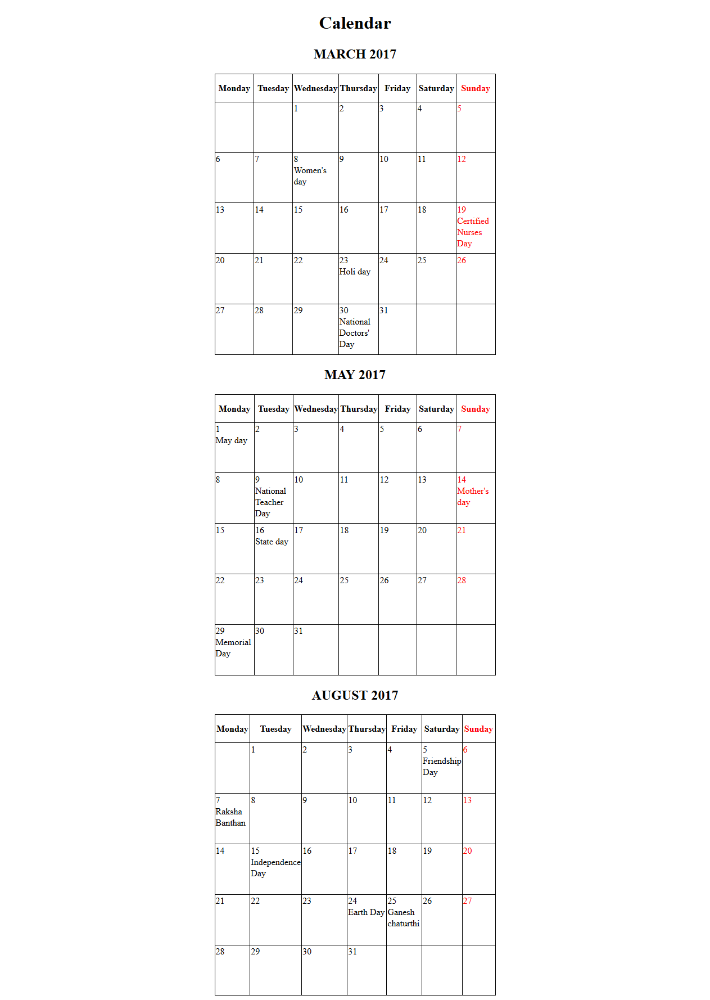 Calendar
MARCH 2017
Monday Tuesday Wednesday Thursday Friday Saturday Sunday
1 2 3 4 5
6 7 8 9 10 11 12
Women's
day
13 14 15 16 17 18 19
Certified
Nurses
Day
20 21 22 23 24 25 26
Holi day
27 28 29 30 31
National
Doctors'
Day
MAY 2017
Monday Tuesday Wednesday Thursday Friday Saturday Sunday
1 2 3 4 5 6 7
May day
8 9 10 11 12 13 14
National Mother's
Teacher day
Day
15 16 17 18 19 20 21
State day
22 23 24 25 26 27 28
29 30 31
Memorial
Day
AUGUST 2017
Monday Tuesday Wednesday Thursday Friday Saturday Sunday
1 2 3 4 5 6
Friendship
Day
7 8 9 10 11 12 13
Raksha
Banthan
14 15 16 17 18 19 20
Independence
Day
21 22 23 24 25 26 27
Earth Day Ganesh
chaturthi
28 29 30 31